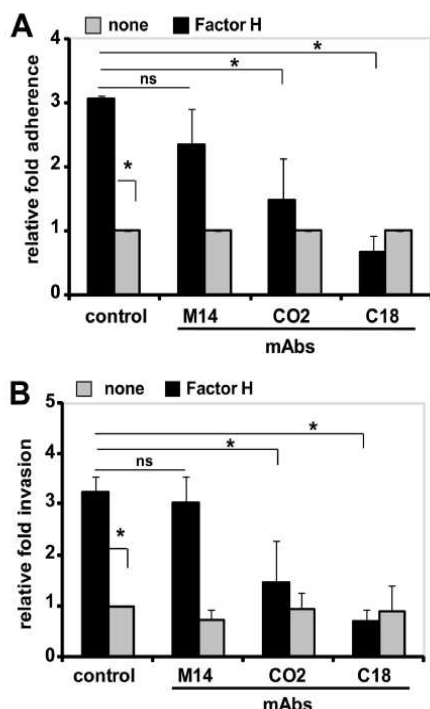 A
none Factor H
relative fold adherence
4
3
2
1
0
*
ns
*
*
control M14 CO2 C18
mAbs
B
none Factor H
relative fold invasion
5
4
3
2
1
0
*
ns
*
*
control M14 CO2 C18
mAbs